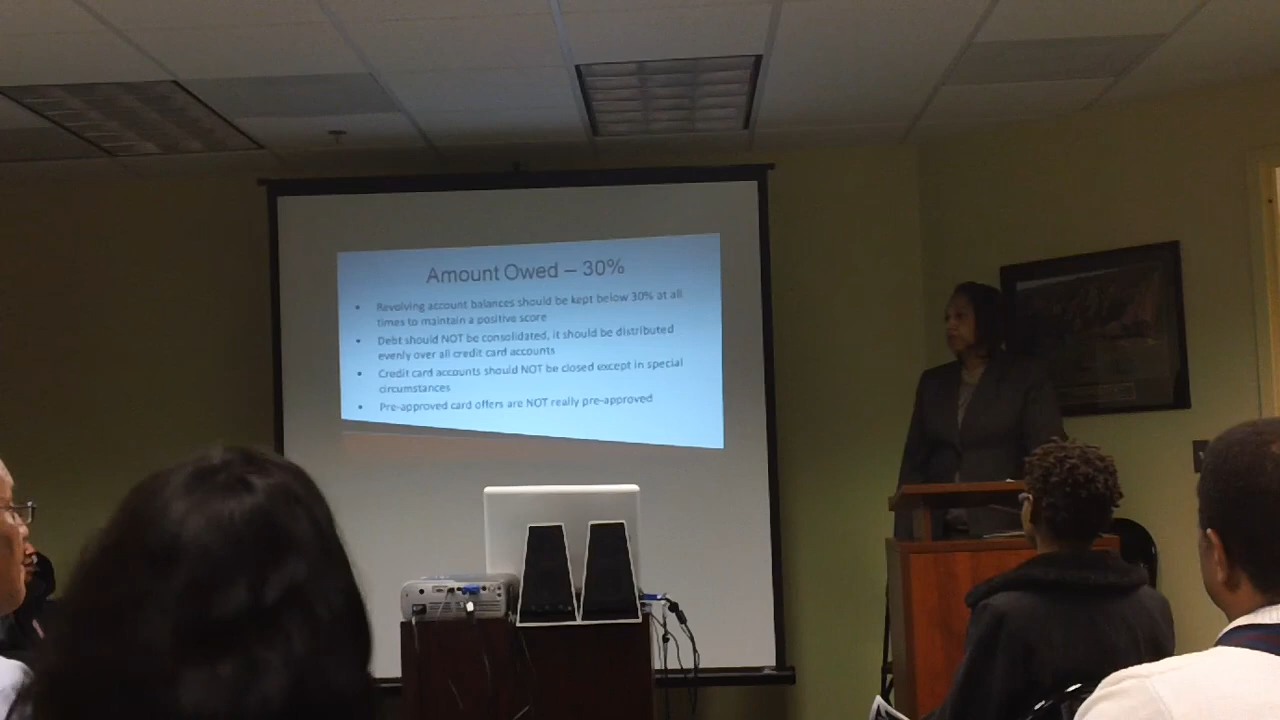 Amount Owed – 30%
• Revolving account balances should be kept below 30% at all
times to maintain a positive score
• Debt should NOT be consolidated, it should be distributed
evenly over all credit card accounts
• Credit card accounts should NOT be closed except in special
circumstances
• Pre-approved card offers are NOT really pre-approved